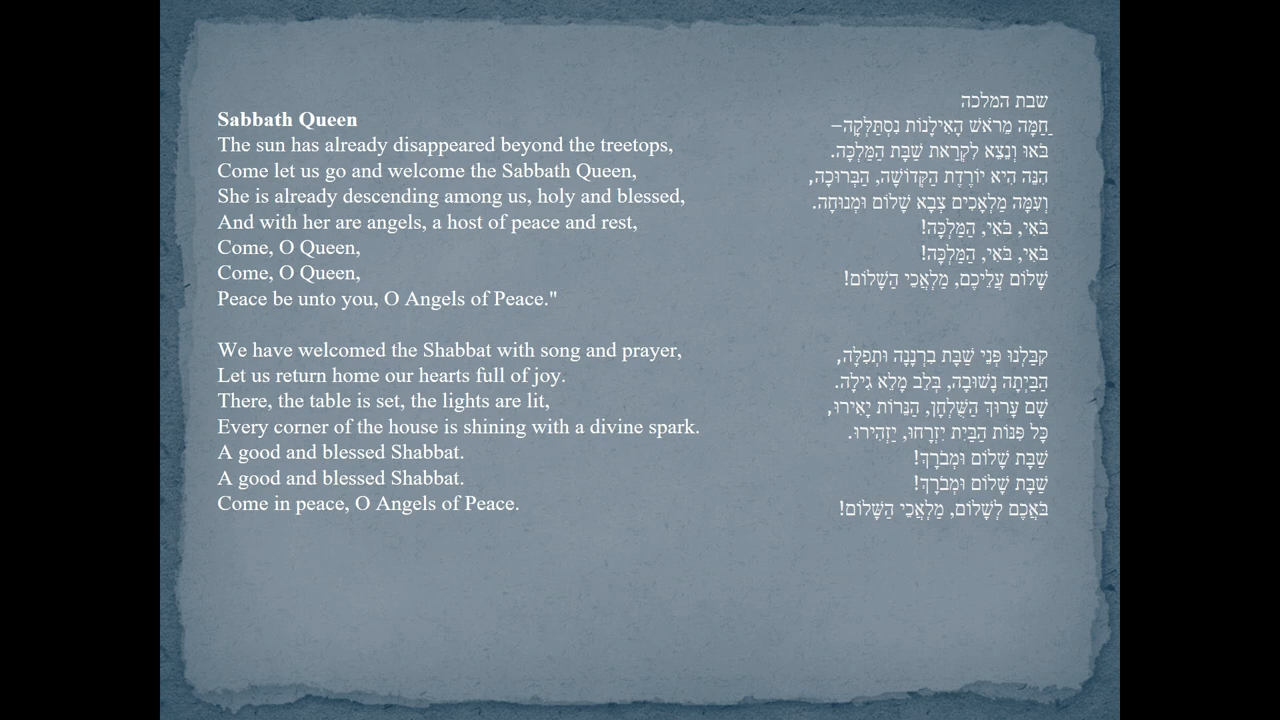 Sabbath Queen
The sun has already disappeared beyond the treetops,
Come let us go and welcome the Sabbath Queen,
She is already descending among us, holy and blessed,
And with her are angels, a host of peace and rest,
Come, O Queen,
Come, O Queen,
Peace be unto you, O Angels of Peace."
We have welcomed the Shabbat with song and prayer,
Let us return home our hearts full of joy.
There, the table is set, the lights are lit,
Every corner of the house is shining with a divine spark.
A good and blessed Shabbat.
A good and blessed Shabbat.
Come in peace, O Angels of Peace.
שבת המלכה
חַמָּה מֵרֹאשׁ הָאִילָנוֹת נִסְתַּלְּקָה–
בֹּאוּ וְנֵצֵא לִקְרַאת שַׁבָּת הַמַּלְכָּה.
הִנֵּה הִיא יוֹרֶדֶת הַקְּדוֹשָׁה, הַבְּרוּכָה,
וְעִמָּהּ מַלְאָכִים צְבָא שָׁלוֹם וּמְנוּחָה.
בֹּאִי, בֹּאִי, הַמַּלְכָּה!
בֹּאִי, בֹּאִי, הַמַּלְכָּה!
שָׁלוֹם עֲלֵיכֶם, מַלְאֲכֵי הַשָּׁלוֹם!
קִבַּלְנוּ פְּנֵי שַׁבָּת בִּרְנָנָה וּתְפִלָּה,
הַבַּיְתָה נָשׁוּבָה, בְּלֵב מָלֵא גִילָה.
שָׁם עָרוּךְ הַשֻּׁלְחָן, הַנֵּרוֹת יָאִירוּ,
כָּל פִּנּוֹת הַבַּיִת יִזְרָחוּ, יַזְהִירוּ.
שַׁבָּת שָׁלוֹם וּמְבֹרָךְ!
שַׁבָּת שָׁלוֹם וּמְבֹרָךְ!
בֹּאֲכֶם לְשָׁלוֹם, מַלְאֲכֵי הַשָּׁלוֹם!